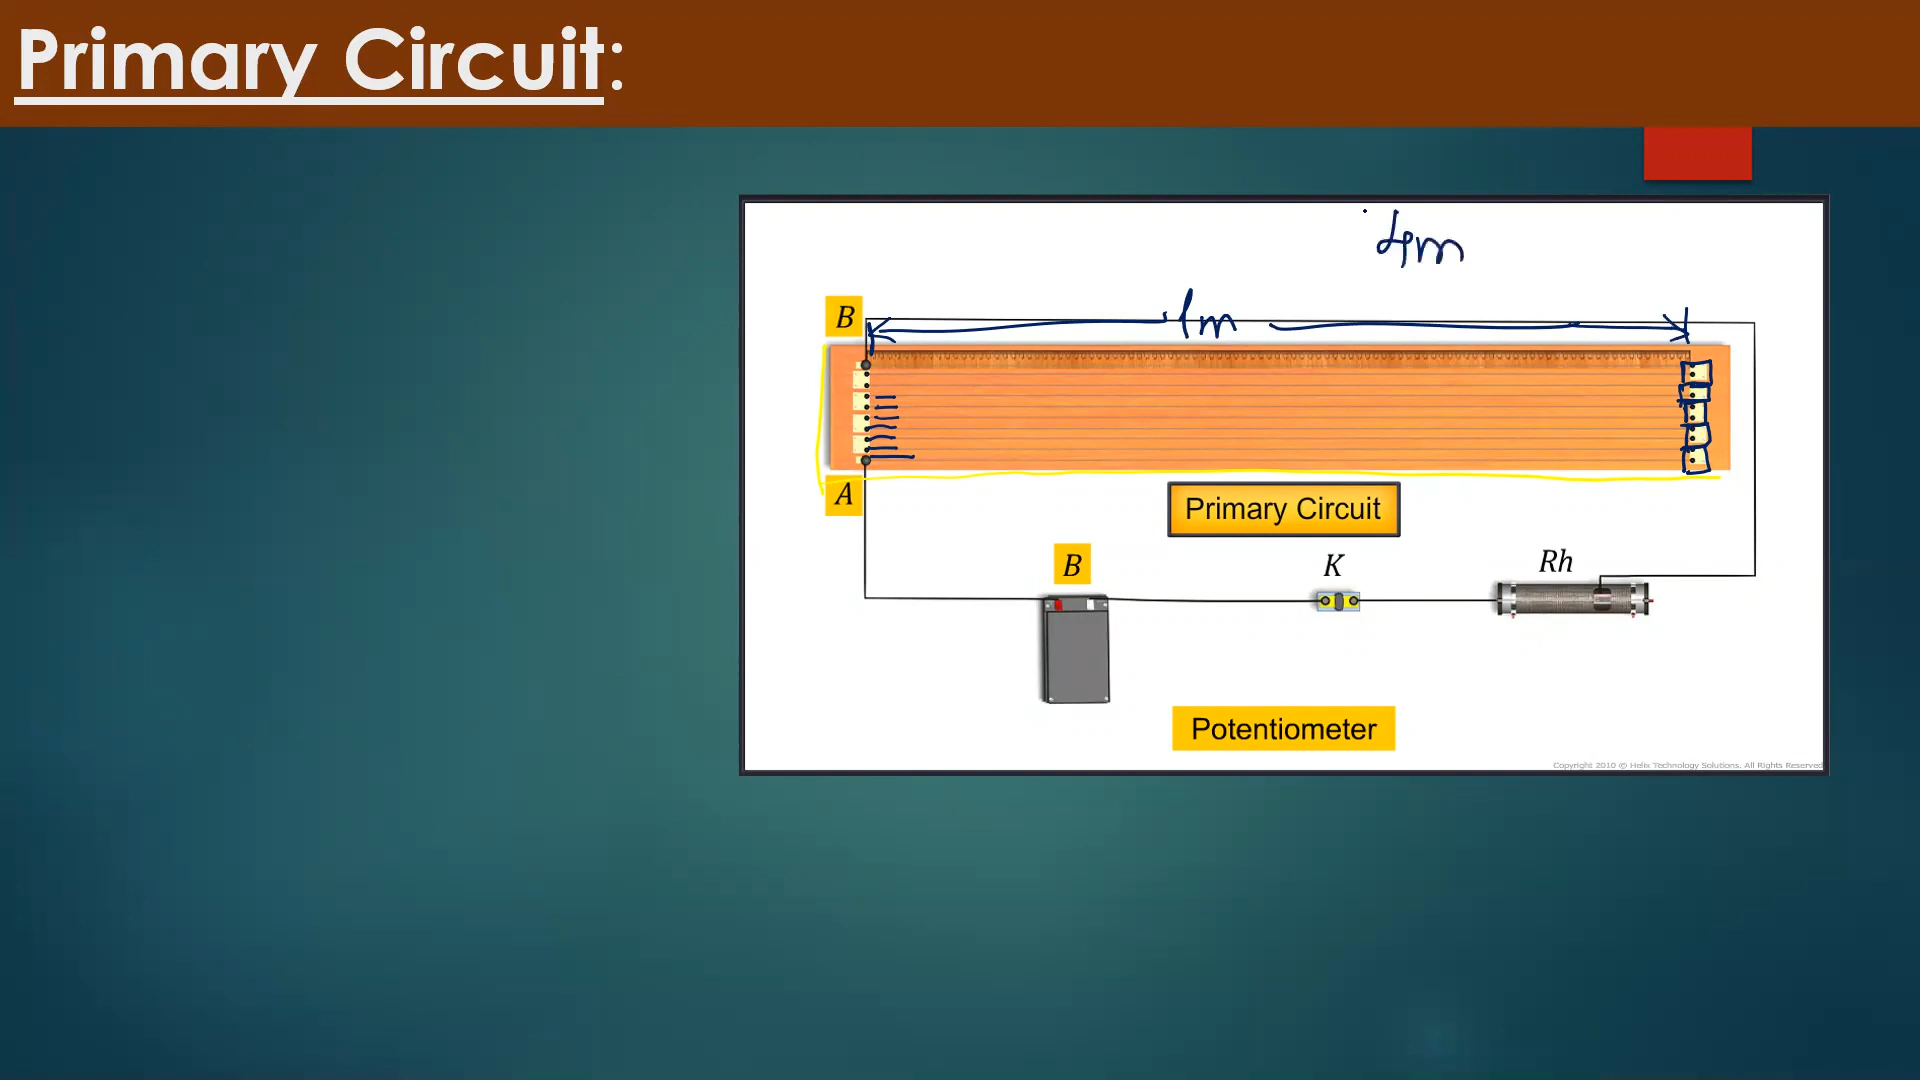 Primary Circuit:
4m
B
1m
A
Primary Circuit
B
K
Rh
Potentiometer
Copyright 2010 © Helix Technology Solutions. All Rights Reserved